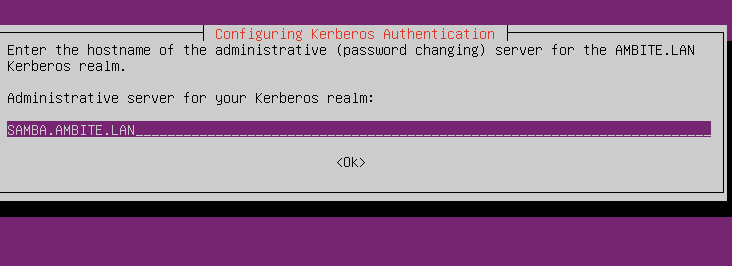 Configuring Kerberos Authentication
Enter the hostname of the administrative (password changing) server for the AMBITE.LAN
Kerberos realm.
Administrative server for your Kerberos realm:
SAMBA.AMBITE.LAN
<Ok>